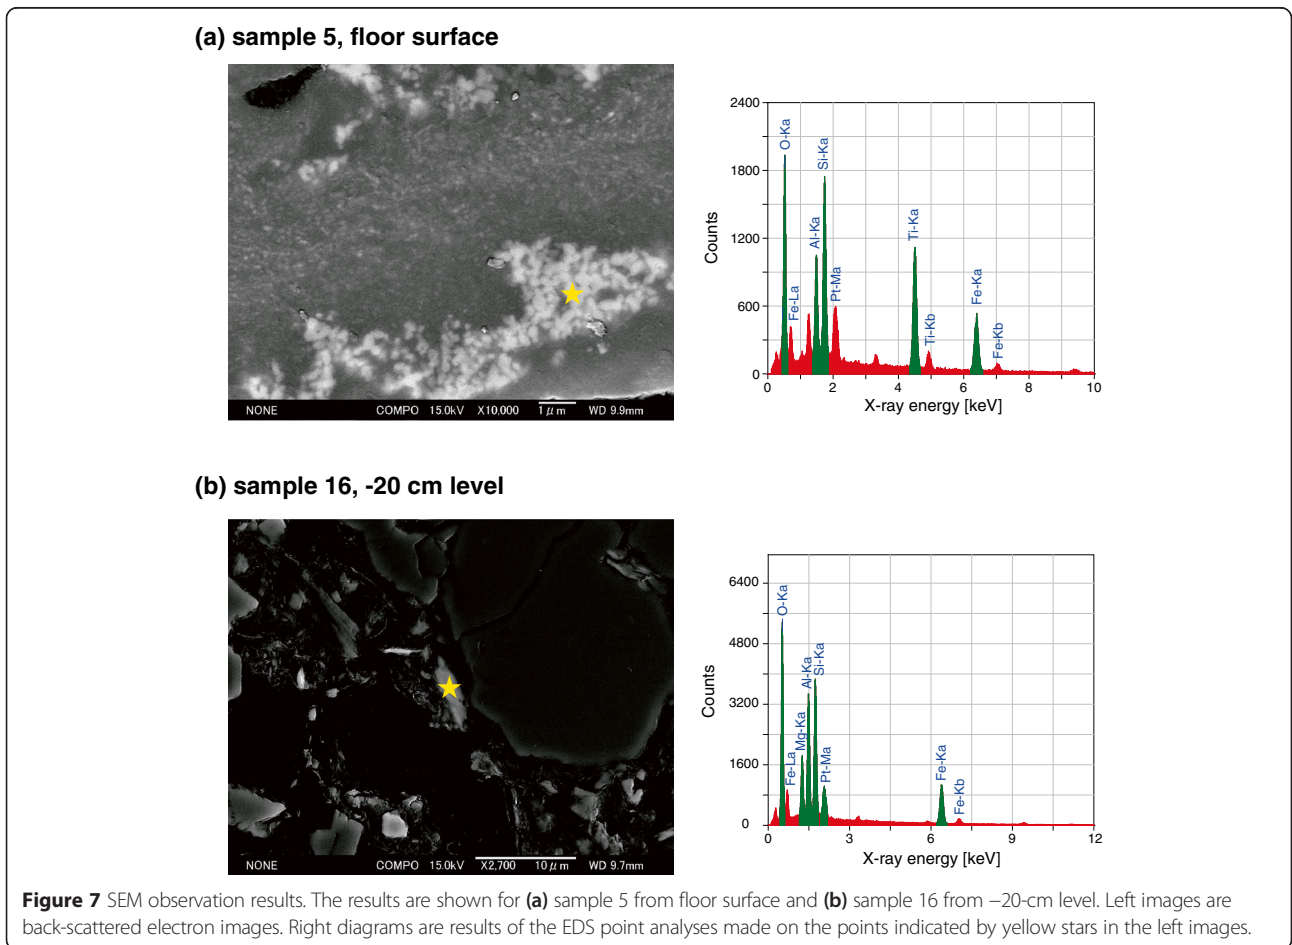 (a) sample 5, floor surface
NONE COMPO 15.0kV X10,000 1 μm WD 9.9mm
2400
1800
1200
600
0
Counts
O-Ka
Fe-La
Al-Ka
Si-Ka
Pt-Ma
Ti-Ka
Ti-Kb
Fe-Ka
Fe-Kb
0 2 4 6 8 10
X-ray energy [keV]
(b) sample 16, -20 cm level
NONE COMPO 15.0kV X2,700 10 μm WD 9.7mm
6400
4800
3200
1600
0
Counts
O-Ka
Fe-La
Mg-Ka
Al-Ka
Si-Ka
Pt-Ma
Fe-Ka
Fe-Kb
0 3 6 9 12
X-ray energy [keV]
Figure 7 SEM observation results. The results are shown for (a) sample 5 from floor surface and (b) sample 16 from −20-cm level. Left images are
back-scattered electron images. Right diagrams are results of the EDS point analyses made on the points indicated by yellow stars in the left images.